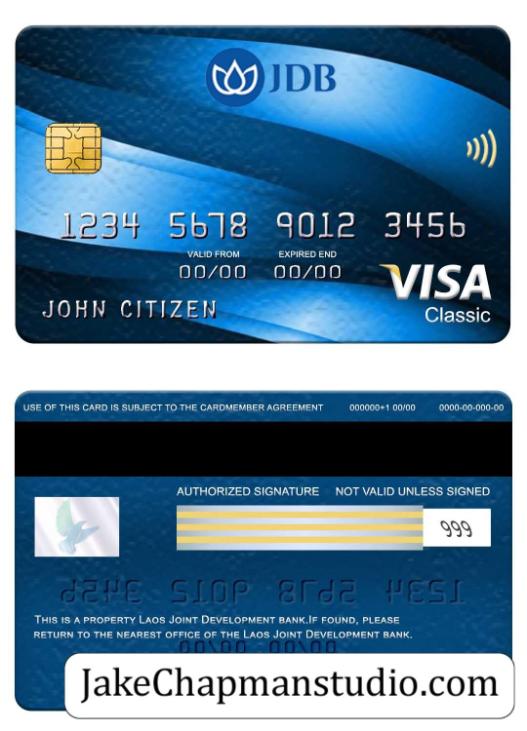 JDB
1234 5678 9012 3456
VALID FROM EXPIRED END
00/00 00/00
JOHN CITIZEN
VISA
Classic
USE OF THIS CARD IS SUBJECT TO THE CARDMEMBER AGREEMENT 000000+1 00/00 0000-00-000-00
AUTHORIZED SIGNATURE NOT VALID UNLESS SIGNED
999
THIS IS A PROPERTY LAOS JOINT DEVELOPMENT BANK.IF FOUND, PLEASE
RETURN TO THE NEAREST OFFICE OF THE LAOS JOINT DEVELOPMENT BANK.
JakeChapmanstudio.com